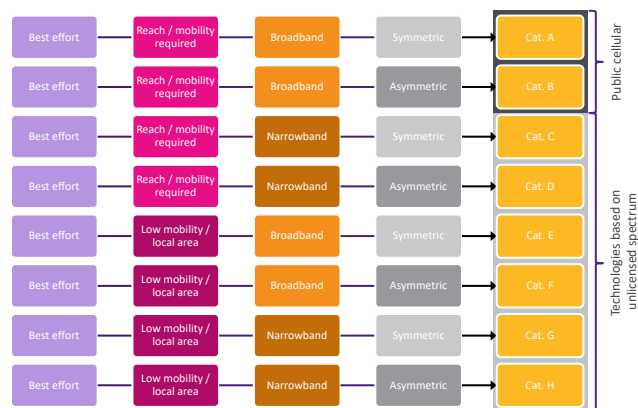 Best effort
Reach / mobility
required
Broadband
Symmetric
Cat. A
Best effort
Reach / mobility
required
Broadband
Asymmetric
Cat. B
Best effort
Reach / mobility
required
Narrowband
Symmetric
Cat. C
Best effort
Reach / mobility
required
Narrowband
Asymmetric
Cat. D
Best effort
Low mobility /
local area
Broadband
Symmetric
Cat. E
Best effort
Low mobility /
local area
Broadband
Asymmetric
Cat. F
Best effort
Low mobility /
local area
Narrowband
Symmetric
Cat. G
Best effort
Low mobility /
local area
Narrowband
Asymmetric
Cat. H
Public cellular
Technologies based on
unlicensed spectrum